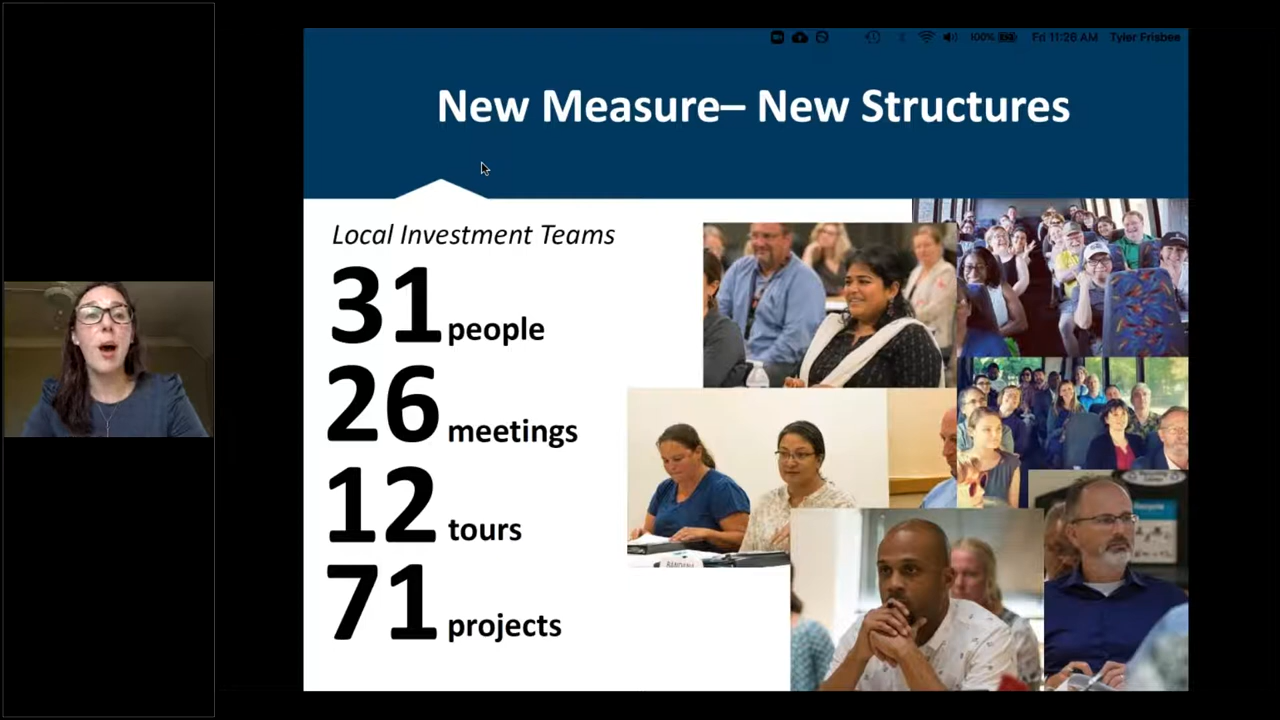 100% Fri 11:26 AM Tyler Frisbee
New Measure– New Structures
Local Investment Teams
31 people
26 meetings
12 tours
71 projects